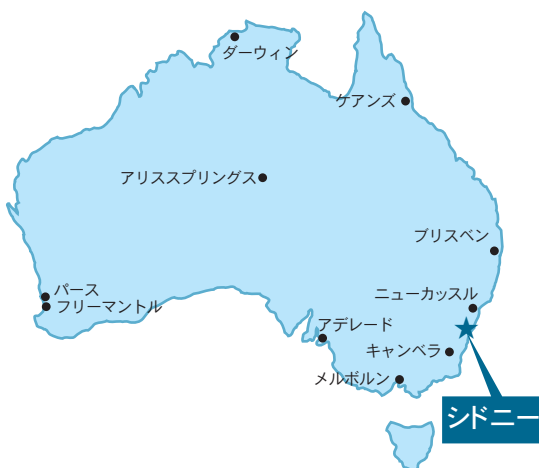 ダーウィン
ケアンズ
アリススプリングス
ブリスベン
パース
フリーマントル
ニューカッスル
アデレード
キャンベラ
メルボルン
シドニー